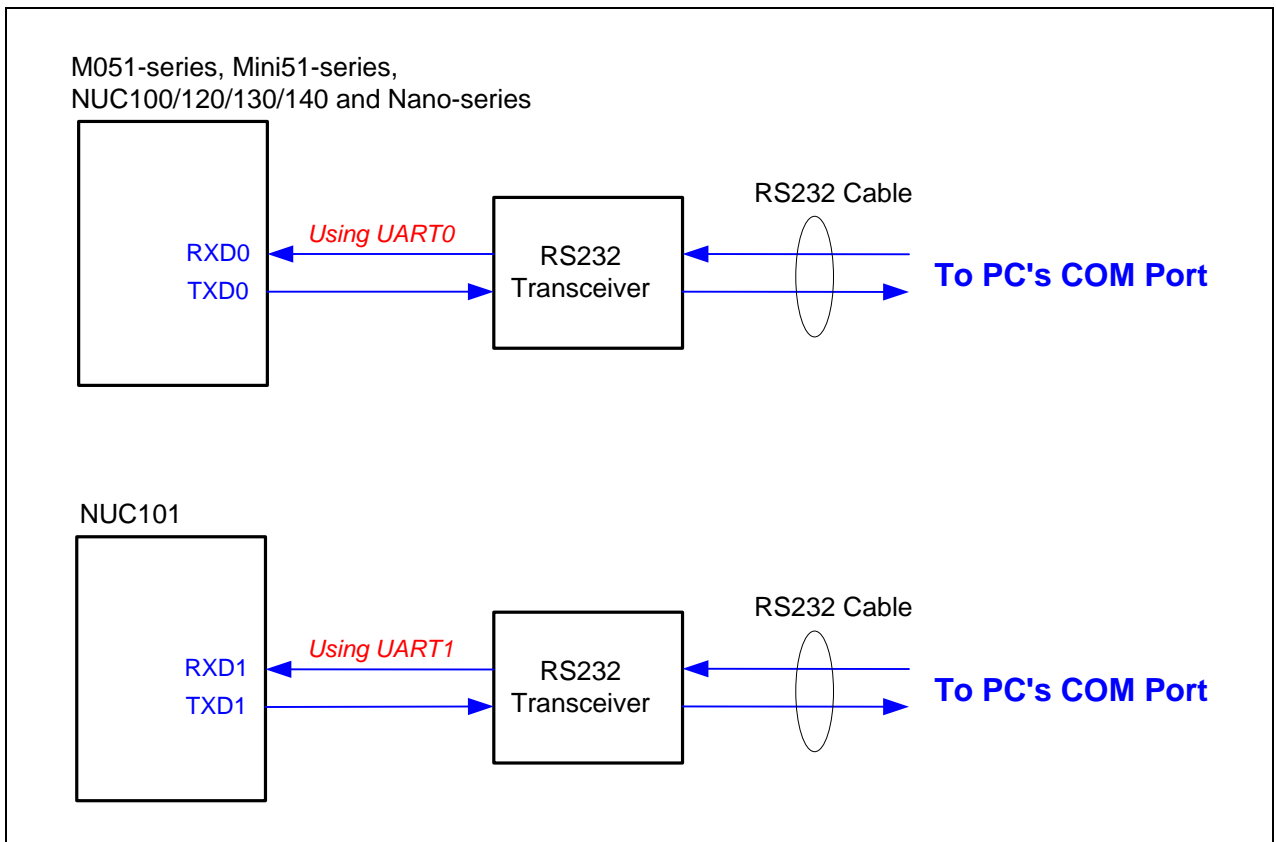 M051-series, Mini51-series,
NUC100/120/130/140 and Nano-series
RS232 Cable
Using UART0
RXD0
TXD0
RS232
Transceiver
To PC's COM Port
NUC101
RS232 Cable
Using UART1
RXD1
TXD1
RS232
Transceiver
To PC's COM Port